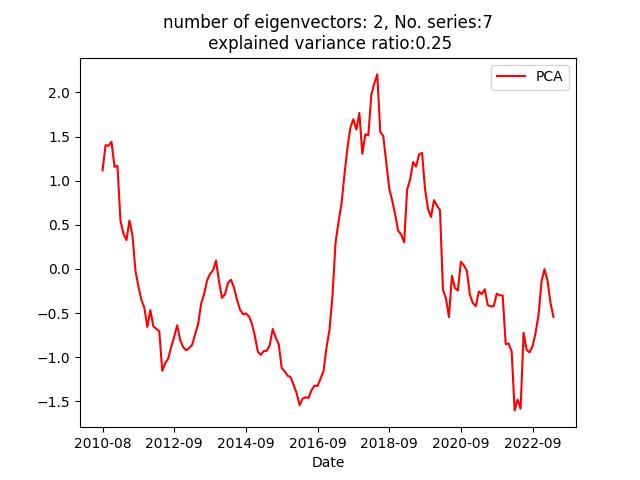 number of eigenvectors: 2, No. series:7
explained variance ratio:0.25
PCA
2.0
1.5
1.0
0.5
0.0
−0.5
−1.0
−1.5
2010-08 2012-09 2014-09 2016-09 2018-09 2020-09 2022-09
Date